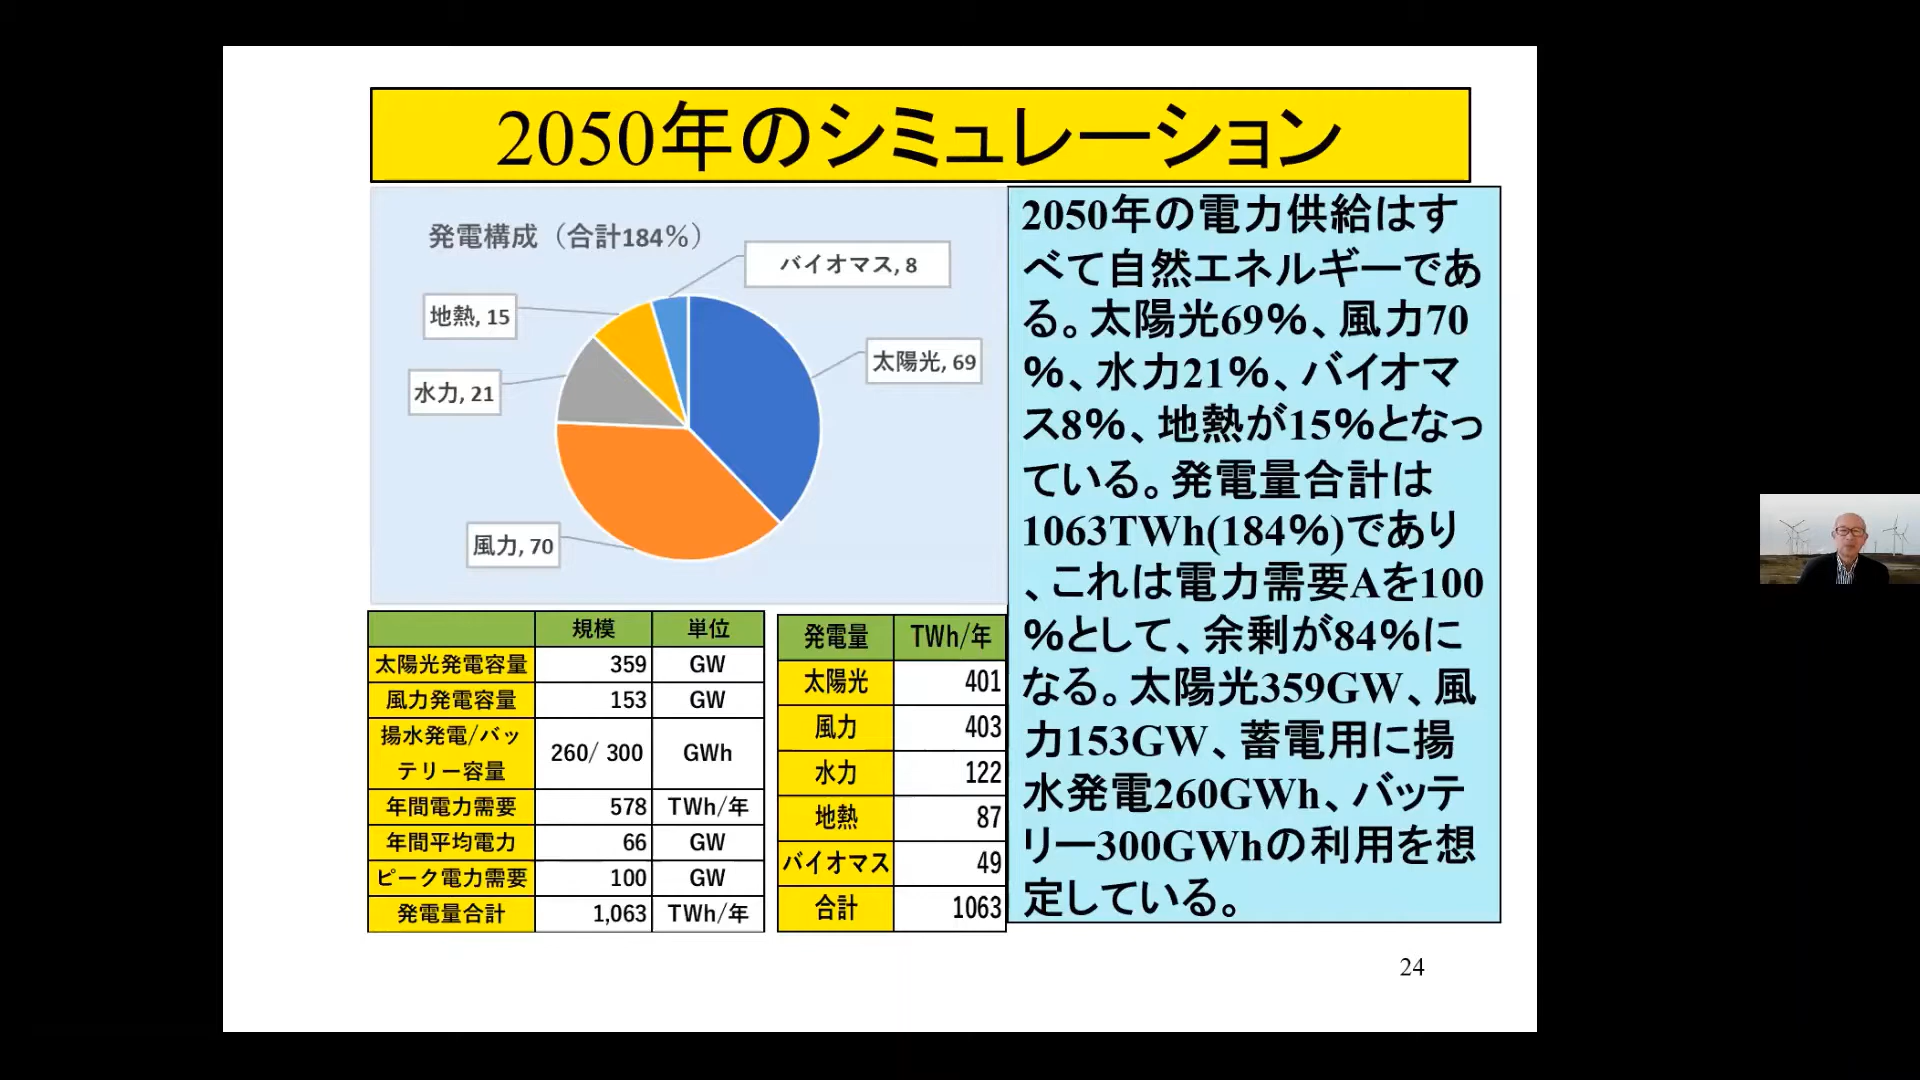 2050年のシミュレーション
発電構成（合計184%）
バイオマス, 8
地熱, 15
太陽光, 69
水力, 21
風力, 70
規模 単位
太陽光発電容量 359 GW
風力発電容量 153 GW
揚水発電/バッ
テリー容量 260/ 300 GWh
年間電力需要 578 TWh/年
年間平均電力 66 GW
ピーク電力需要 100 GW
発電量合計 1,063 TWh/年
発電量 TWh/年
太陽光 401
風力 403
水力 122
地熱 87
バイオマス 49
合計 1063
2050年の電力供給はす
べて自然エネルギーであ
る。太陽光69%、風力70
%、水力21%、バイオマ
ス8%、地熱が15%となっ
ている。発電量合計は
1063TWh(184%)であり
、これは電力需要Aを100
%として、余剰が84%に
なる。太陽光359GW、風
力153GW、蓄電用に揚
水発電260GWh、バッテ
リー300GWhの利用を想
定している。
24